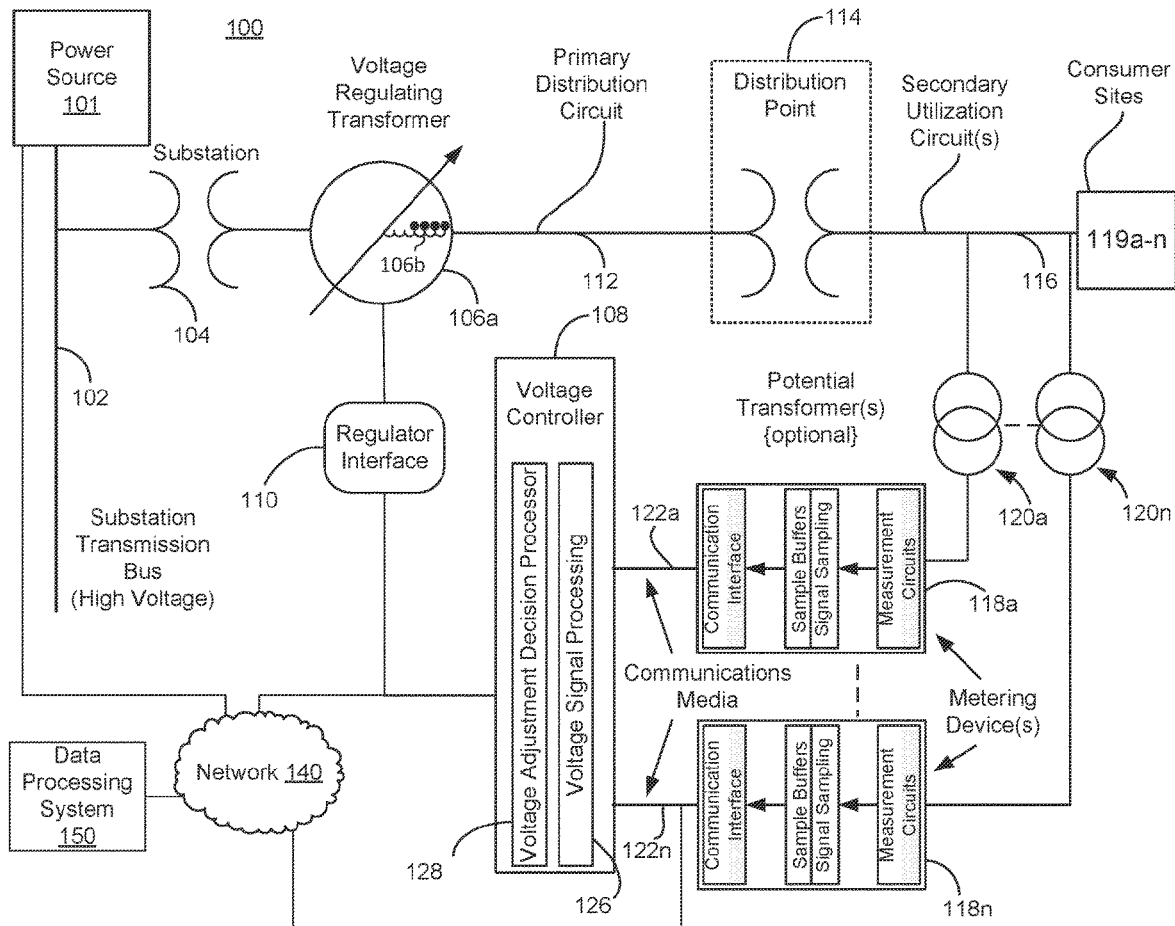 100
114
Power
Source
101
Voltage
Regulating
Transformer
Primary
Distribution
Circuit
Distribution
Point
Secondary
Utilization
Circuit(s)
Consumer
Sites
Substation
106b
119a-n
112
116
106a
104
108
102
Voltage
Controller
Potential
Transformer(s)
{optional}
Regulator
Interface
110
120a
120n
Substation
Transmission
Bus
(High Voltage)
122a
Communication
Interface
Sample Buffers
Signal Sampling
Measurement
Circuits
118a
Voltage Adjustment Decision Processor
Voltage Signal Processing
Communications
Media
Metering
Device(s)
Data
Processing
System
150
Network 140
Communication
Interface
Sample Buffers
Signal Sampling
Measurement
Circuits
128
122n
126
118n